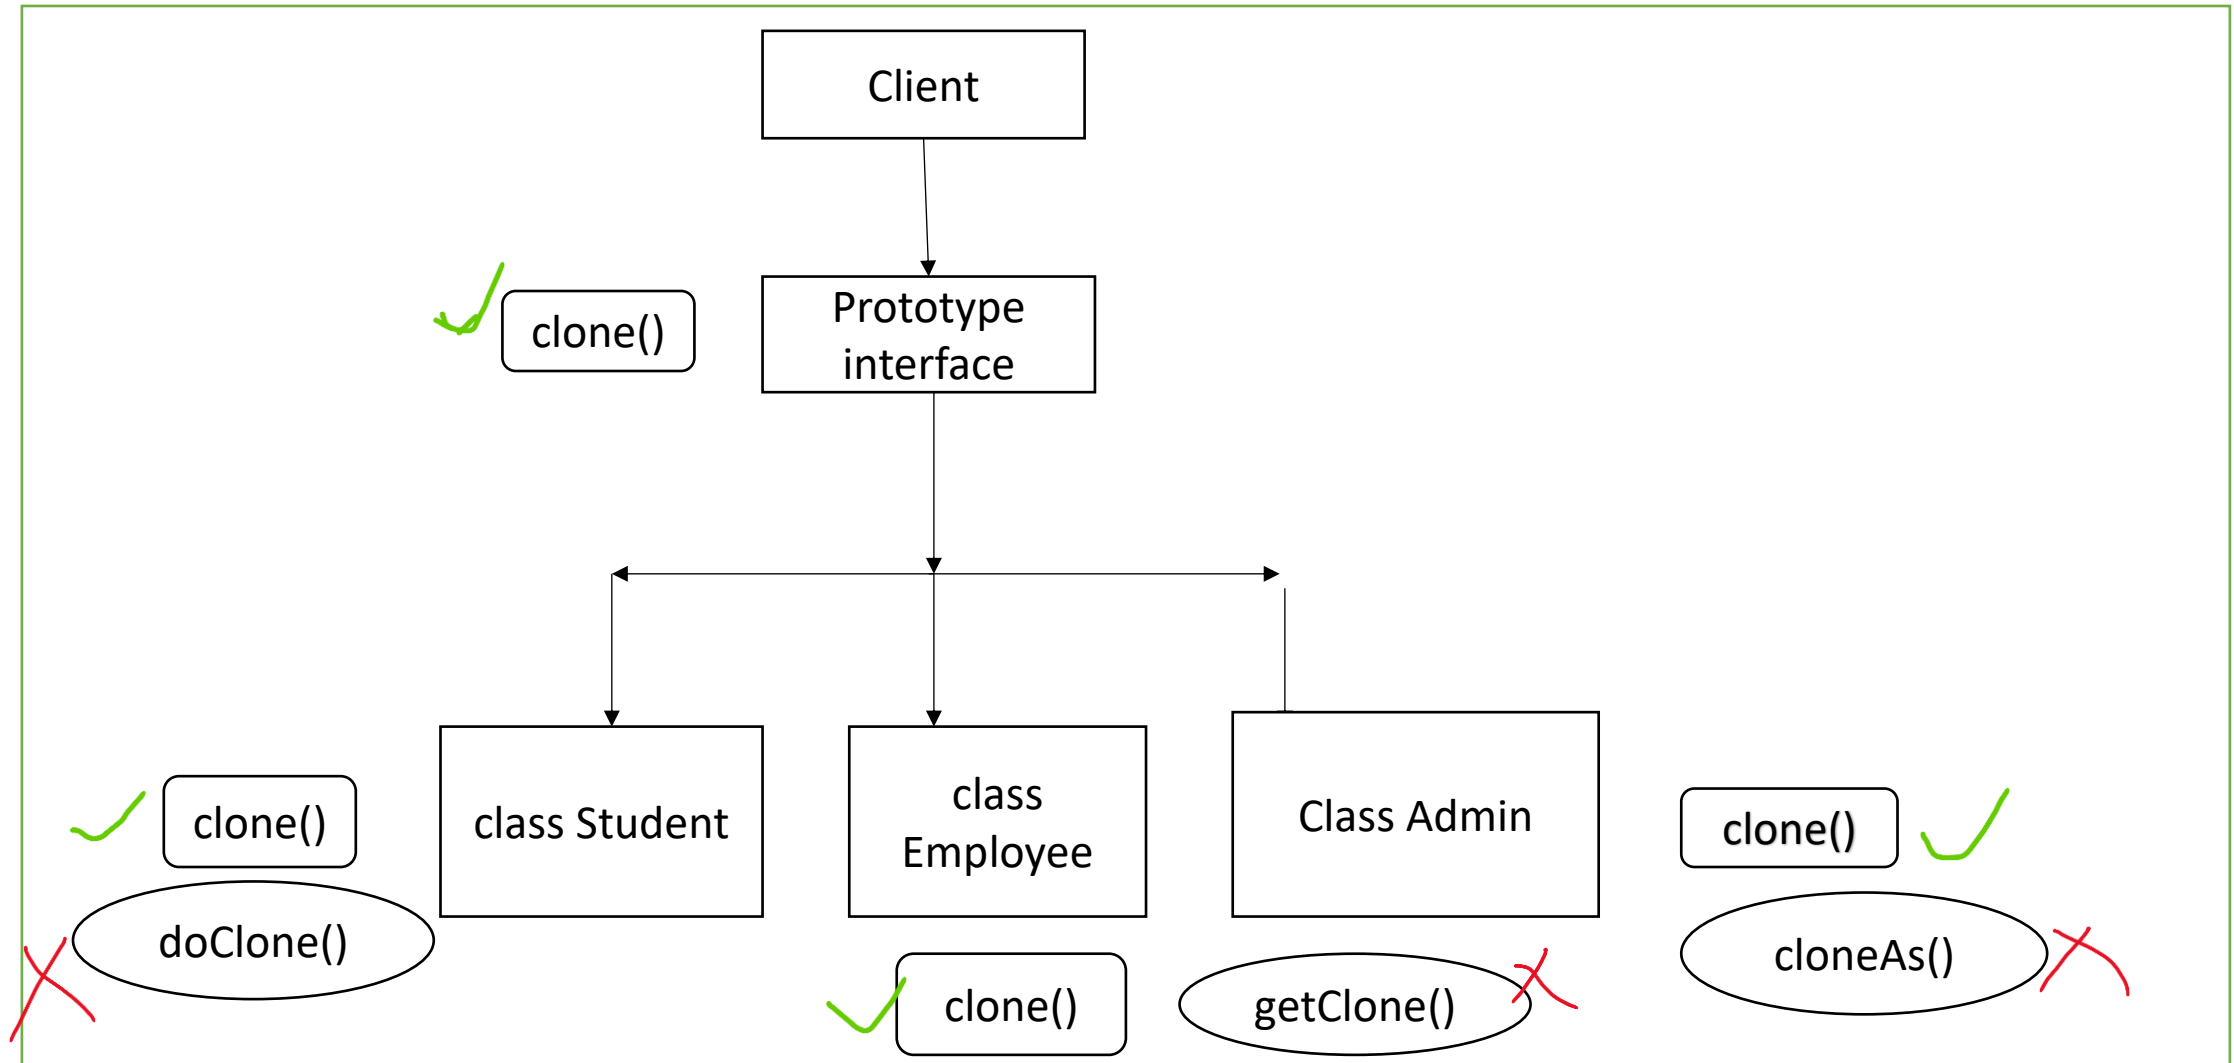 Client
clone()
Prototype
interface
clone()
class Student
class
Employee
Class Admin
clone()
doClone()
cloneAs()
clone()
getClone()